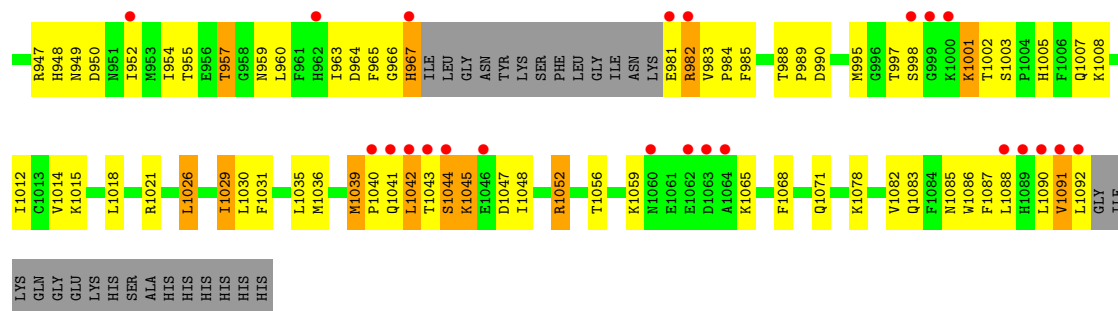 R947 H948 N949 D950 N951 I952 M953 I954 T955 E956 T957 G958 N959 L960 F961 H962 I963 D964 F965 G966 H967 ILE LEU GLY ASN TYR LYS SER PHE LEU GLY ILE ASN LYS E981 R982 V983 P984 F985 T988 P989 D990 M995 G996 T997 S998 G999 K1000 K1001 T1002 S1003 P1004 H1005 F1006 Q1007 K1008
I1012 C1013 V1014 K1015 L1018 R1021 L1026 I1029 L1030 F1031 L1035 M1036 M1039 P1040 Q1041 L1042 T1043 S1044 K1045 E1046 D1047 I1048 R1052 T1056 K1059 N1060 E1061 E1062 D1063 A1064 K1065 F1068 Q1071 K1078 V1082 Q1083 F1084 N1085 W1086 F1087 L1088 H1089 L1090 V1091 L1092 GLY ILE
LYS GLN GLY GLU LYS HIS SER ALA HIS HIS HIS HIS HIS HIS